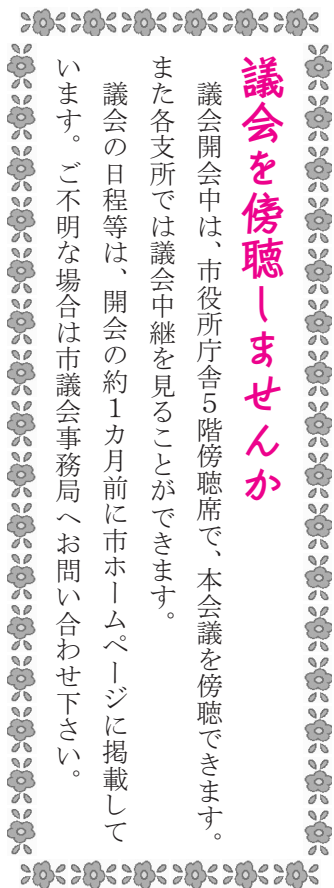 議会を傍聴しませんか
議会開会中は、市役所庁舎5階傍聴席で、本会議を傍聴できます。
また各支所では議会中継を見ることができます。
議会の日程等は、開会の約1カ月前に市ホームページに掲載して
います。ご不明な場合は市議会事務局へお問い合わせ下さい。